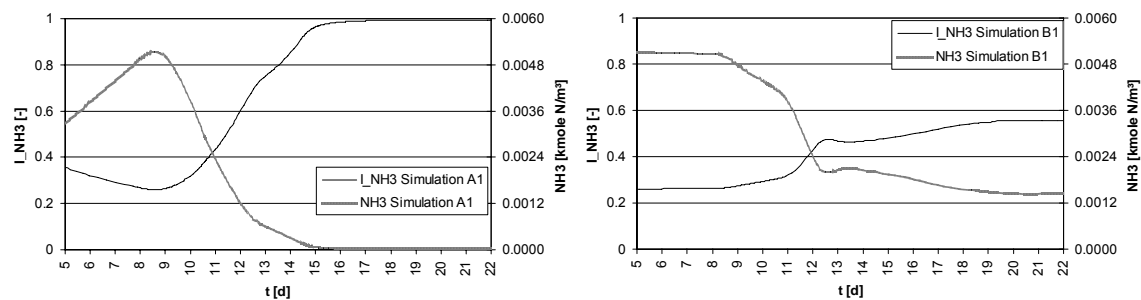 1
0.8
0.6
0.4
0.2
0
I_NH3 [-]
0.0060
0.0048
0.0036
0.0024
0.0012
0.0000
NH3 [kmole N/m³]
I_NH3 Simulation A1
NH3 Simulation A1
5 6 7 8 9 10 11 12 13 14 15 16 17 18 19 20 21 22
t [d]
1
0.8
0.6
0.4
0.2
0
I_NH3 [-]
0.0060
0.0048
0.0036
0.0024
0.0012
0.0000
NH3 [kmole N/m³]
I_NH3 Simulation B1
NH3 Simulation B1
5 6 7 8 9 10 11 12 13 14 15 16 17 18 19 20 21 22
t [d]